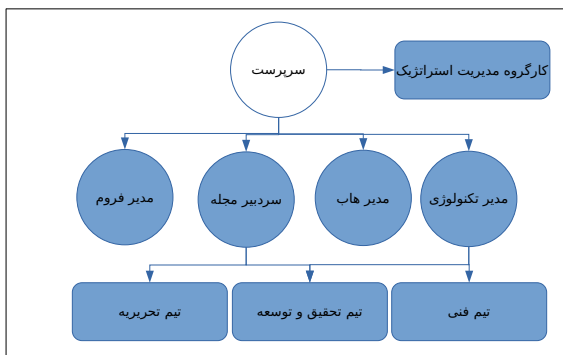 سرپرست
کارگروه مدیریت استراتژیک
مدیر تکنولوژی
مدیر هاب
سردبیر مجله
مدیر فروم
تیم فنی
تیم تحقیق و توسعه
تیم تحریریه